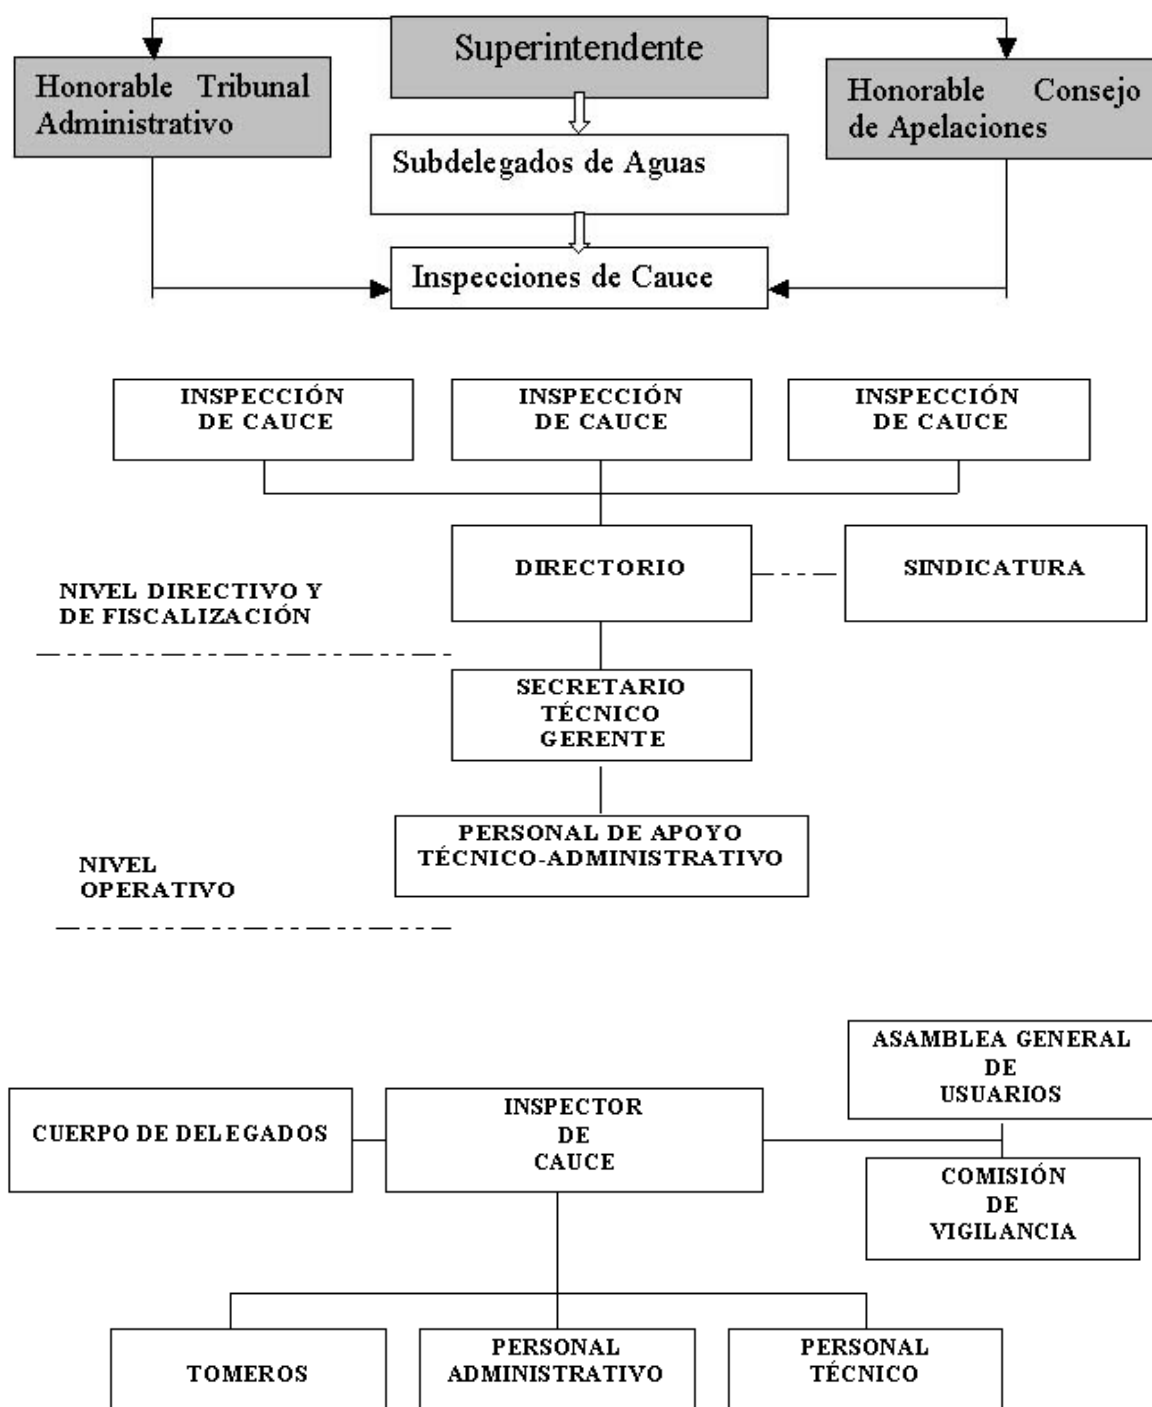 Superintendente
Honorable Tribunal
Administrativo
Honorable Consejo
de Apelaciones
Subdelegados de Aguas
Inspecciones de Cauce
INSPECCIÓN
DE CAUCE
INSPECCIÓN
DE CAUCE
INSPECCIÓN
DE CAUCE
DIRECTORIO
SINDICATURA
NIVEL DIRECTIVO Y
DE FISCALIZACIÓN
SECRETARIO
TÉCNICO
GERENTE
PERSONAL DE APOYO
TÉCNICO-ADMINISTRATIVO
NIVEL
OPERATIVO
ASAMBLEA GENERAL
DE
USUARIOS
CUERPO DE DELEGADOS
INSPECTOR
DE
CAUCE
COMISIÓN
DE
VIGILANCIA
TOMEROS
PERSONAL
ADMINISTRATIVO
PERSONAL
TÉCNICO